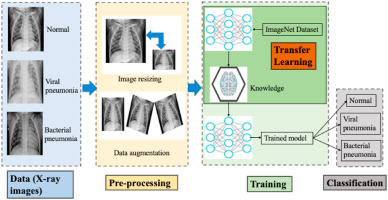 Normal
Viral
pneumonia
Bacterial
pneumonia
Data (X-ray
images)
Image resizing
Data augmentation
Pre-processing
ImageNet Dataset
Transfer
Learning
Knowledge
Trained model
Training
Normal
Viral
pneumonia
Bacterial
pneumonia
Classification